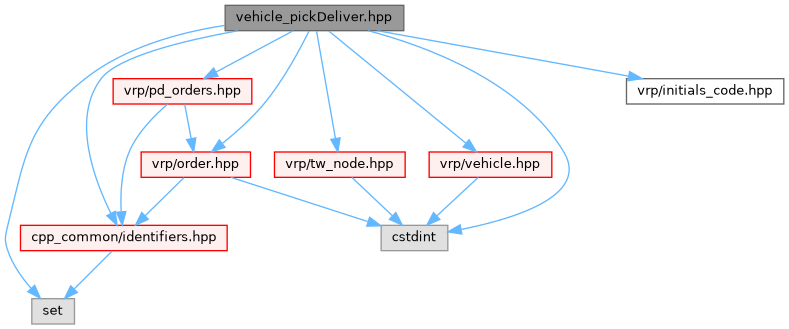 vehicle_pickDeliver.hpp
vrp/pd_orders.hpp
vrp/initials_code.hpp
vrp/order.hpp
vrp/tw_node.hpp
vrp/vehicle.hpp
cpp_common/identifiers.hpp
cstdint
set